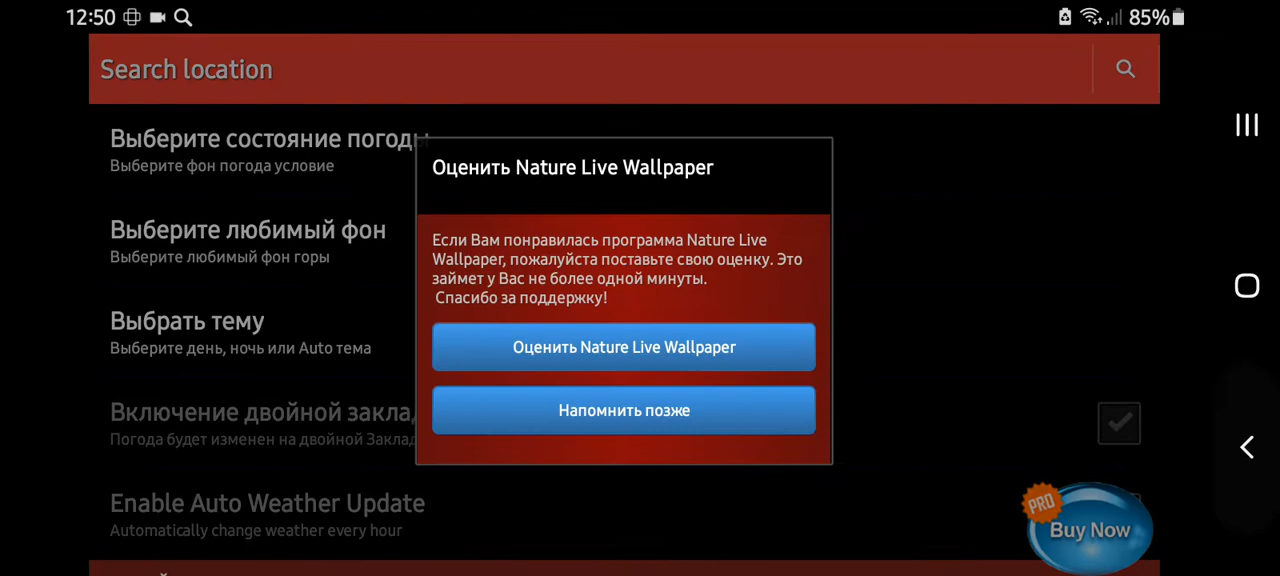 12:50
85%
Search location
Выберите состояние погоды
Выберите фон погода условие
Выберите любимый фон
Выберите любимый фон горы
Выбрать тему
Выберите день, ночь или Auto тема
Включение двойной
Погода будет изменен на двойной
Enable Auto Weather Update
Automatically change weather every hour
Оценить Nature Live Wallpaper
Если Вам понравилась программа Nature Live
Wallpaper, пожалуйста поставьте свою оценку. Это
займет у Вас не более одной минуты.
Спасибо за поддержку!
Оценить Nature Live Wallpaper
Напомнить позже
PRO
Buy Now